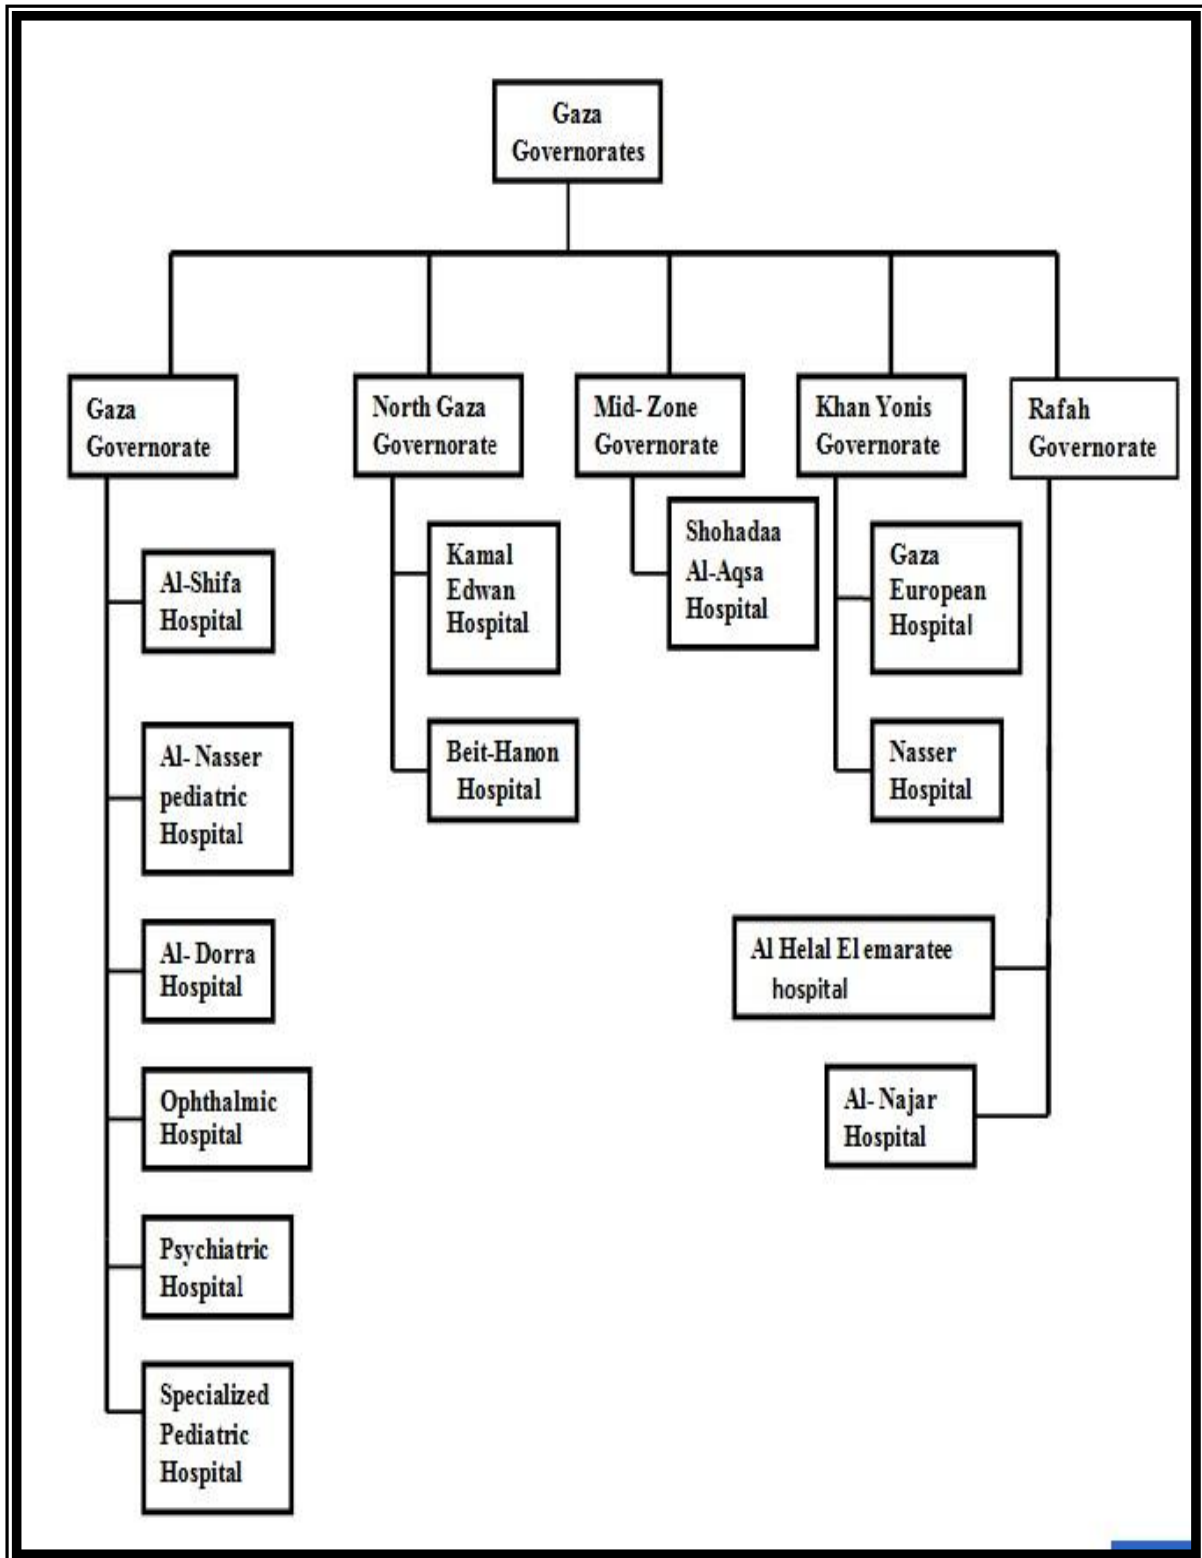 Gaza
Governorates
Gaza
Governorate
North Gaza
Governorate
Mid- Zone
Governorate
Khan Yonis
Governorate
Rafah
Governorate
Al-Shifa
Hospital
Al- Nasser
pediatric
Hospital
Al- Dorra
Hospital
Ophthalmic
Hospital
Psychiatric
Hospital
Specialized
Pediatric
Hospital
Kamal
Edwan
Hospital
Beit-Hanon
Hospital
Shohadaa
Al-Aqsa
Hospital
Gaza
European
Hospital
Nasser
Hospital
Al Helal El emaratee
hospital
Al- Najar
Hospital